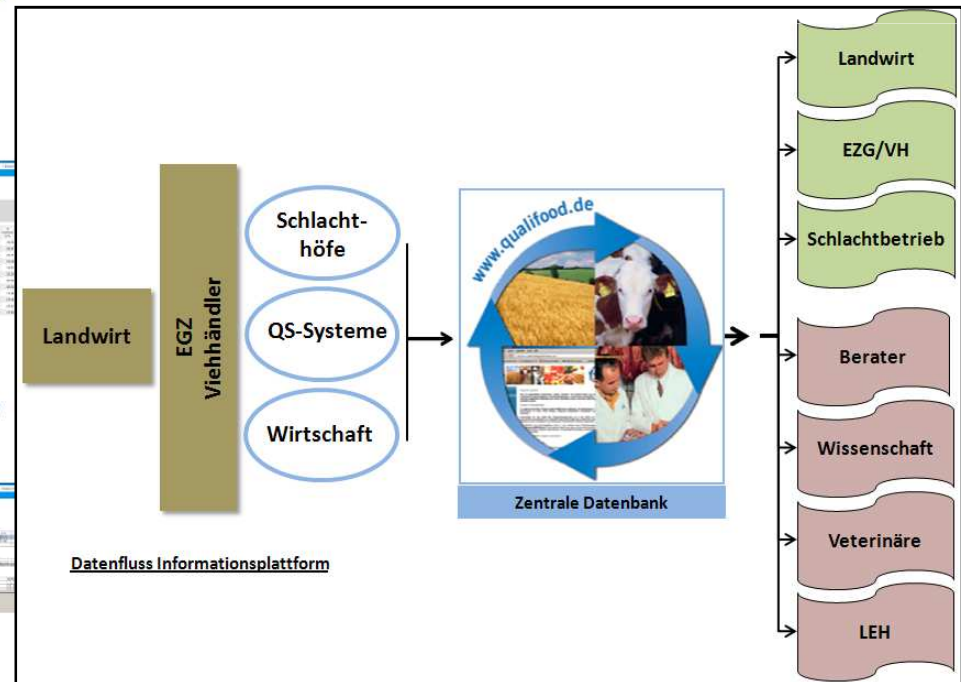 Landwirt
EGZ
Viehhändler
Schlacht-
höfe
QS-Systeme
Wirtschaft
www.qualifood.de
Zentrale Datenbank
Datenfluss Informationsplattform
Landwirt
EZG/VH
Schlachtbetrieb
Berater
Wissenschaft
Veterinäre
LEH